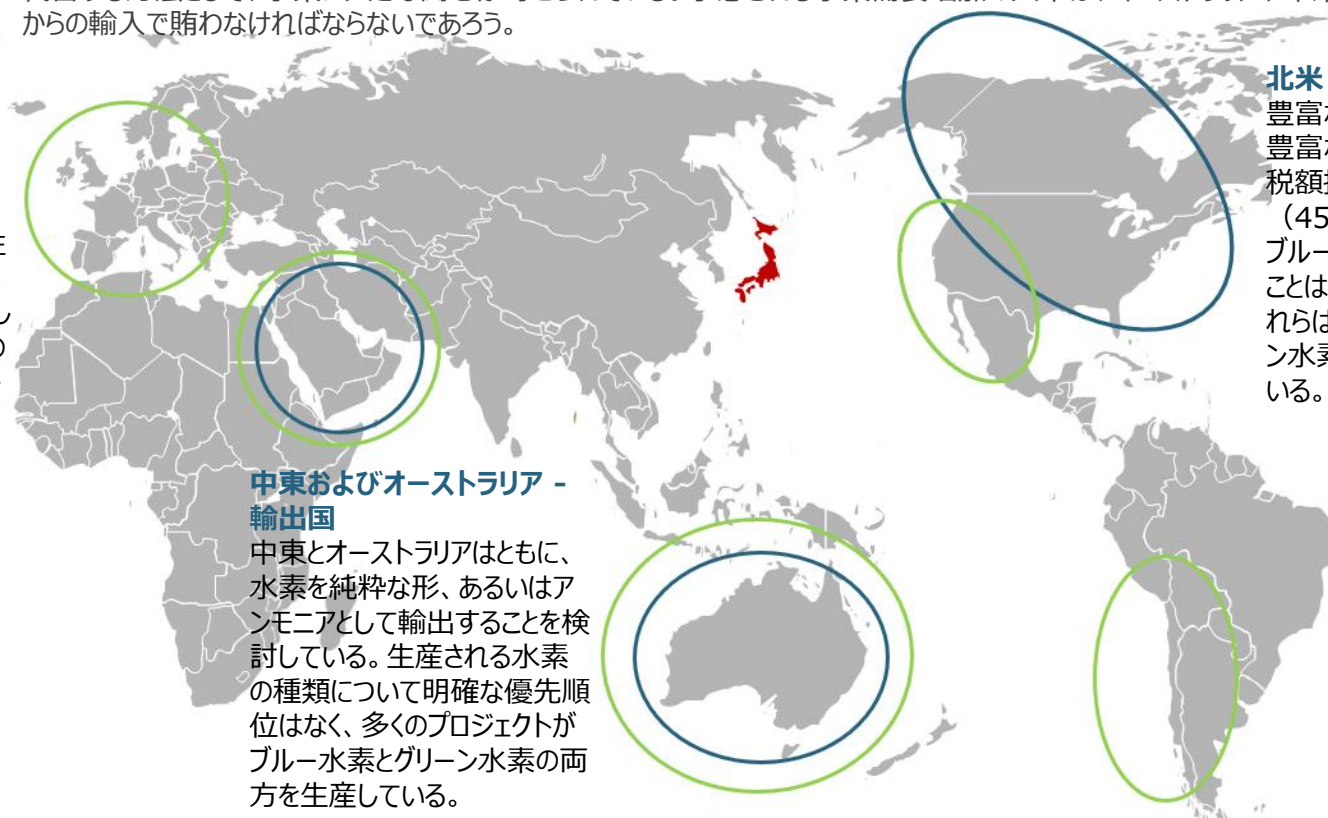 からの輸入で賄わなければならないであろう。
北米
豊富な
豊富な
税額控
（45
ブルー
ことは
れらは
ン水素
いる。
中東およびオーストラリア -
輸出国
中東とオーストラリアはともに、
水素を純粋な形、あるいはア
ンモニアとして輸出することを検
討している。生産される水素
の種類について明確な優先順
位はなく、多くのプロジェクトが
ブルー水素とグリーン水素の両
方を生産している。